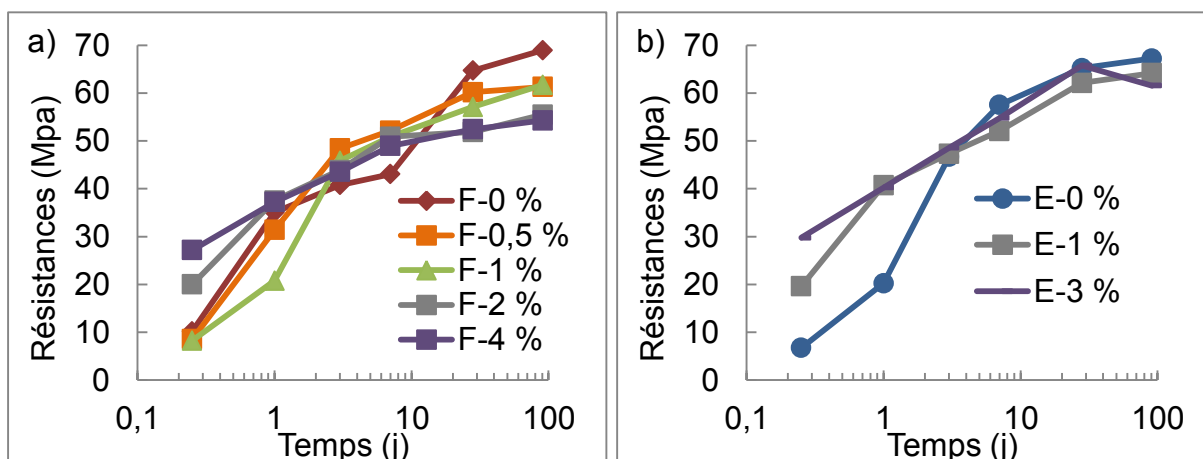 a)
Résistances (Mpa)
70
60
50
40
30
20
10
0
F-0 %
F-0,5 %
F-1 %
F-2 %
F-4 %
0,1
1
10
100
Temps (j)
b)
Résistances (Mpa)
70
60
50
40
30
20
10
0
E-0 %
E-1 %
E-3 %
0,1
1
10
100
Temps (j)